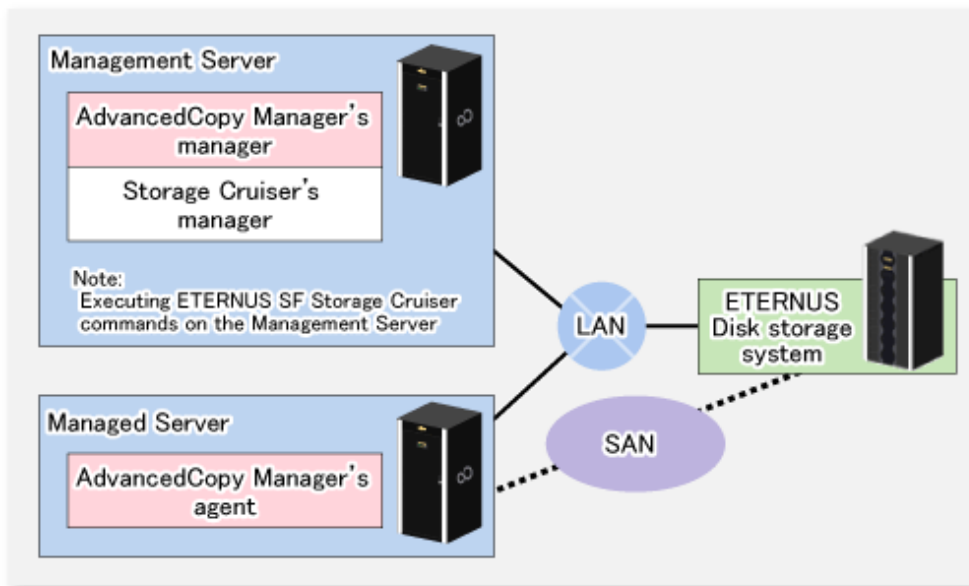 Management Server
AdvancedCopy Manager's
manager
Storage Cruiser's
manager
Note:
Executing ETERNUS SF Storage Cruiser
commands on the Management Server
LAN
ETERNUS
Disk storage
system
Managed Server
AdvancedCopy Manager's
agent
SAN